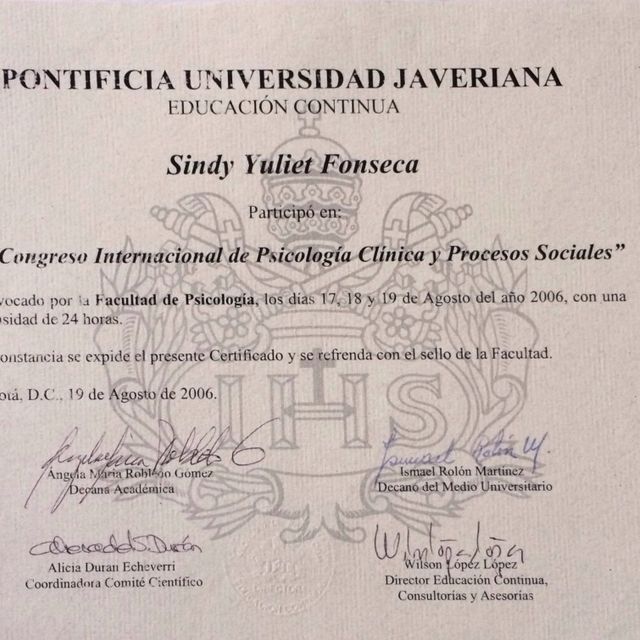 PONTIFICIA UNIVERSIDAD JAVERIANA
EDUCACIÓN CONTINUA
Sindy Yuliet Fonseca
Participó en:
Congreso Internacional de Psicología Clínica y Procesos Sociales”
vocado por la Facultad de Psicología, los días 17, 18 y 19 de Agosto del año 2006, con una
sidad de 24 horas.
onstancia se expide el presente Certificado y se refrenda con el sello de la Facultad.
otá, D.C., 19 de Agosto de 2006.
IHS
Ángela María Robledo Gómez
Decana Académica
Ismael Rolón Martínez
Decano del Medio Universitario
Alicia Duran Echeverri
Coordinadora Comité Científico
Wilson López López
Director Educación Continua,
Consultorías y Asesorías